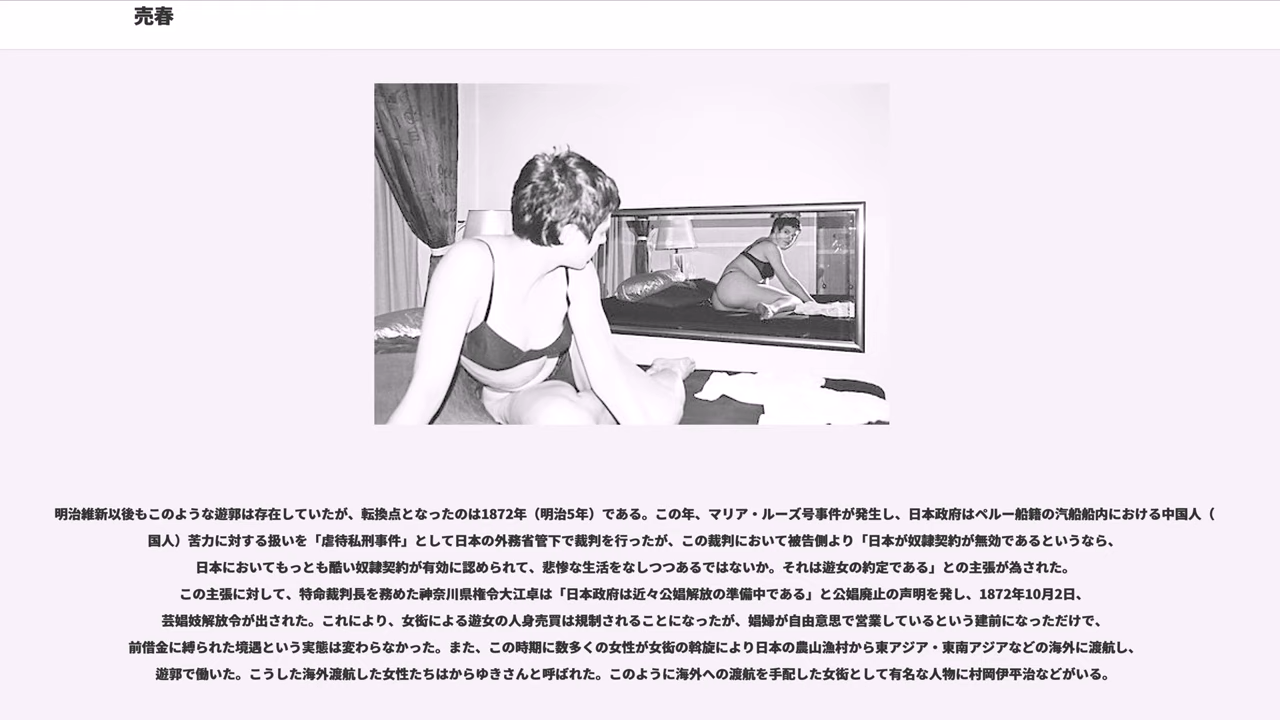 売春
明治維新以後もこのような遊郭は存在していたが、転換点となったのは1872年（明治5年）である。この年、マリア・ルーズ号事件が発生し、日本政府はペルー船籍の汽船船内における中国人（
国人）苦力に対する扱いを「虐待私刑事件」として日本の外務省管下で裁判を行ったが、この裁判において被告側より「日本が奴隷契約が無効であるというなら、
日本においてもっとも酷い奴隷契約が有効に認められて、悲惨な生活をなしつつあるではないか。それは遊女の約定である」との主張が為された。
この主張に対して、特命裁判長を務めた神奈川県権令大江卓は「日本政府は近々公娼解放の準備中である」と公娼廃止の声明を発し、1872年10月2日、
芸娼妓解放令が出された。これにより、女衒による遊女の人身売買は規制されることになったが、娼婦が自由意思で営業しているという建前になっただけで、
前借金に縛られた境遇という実態は変わらなかった。また、この時期に数多くの女性が女衒の斡旋により日本の農山漁村から東アジア・東南アジアなどの海外に渡航し、
遊郭で働いた。こうした海外渡航した女性たちはからゆきさんと呼ばれた。このように海外への渡航を手配した女衒として有名な人物に村岡伊平治などがいる。